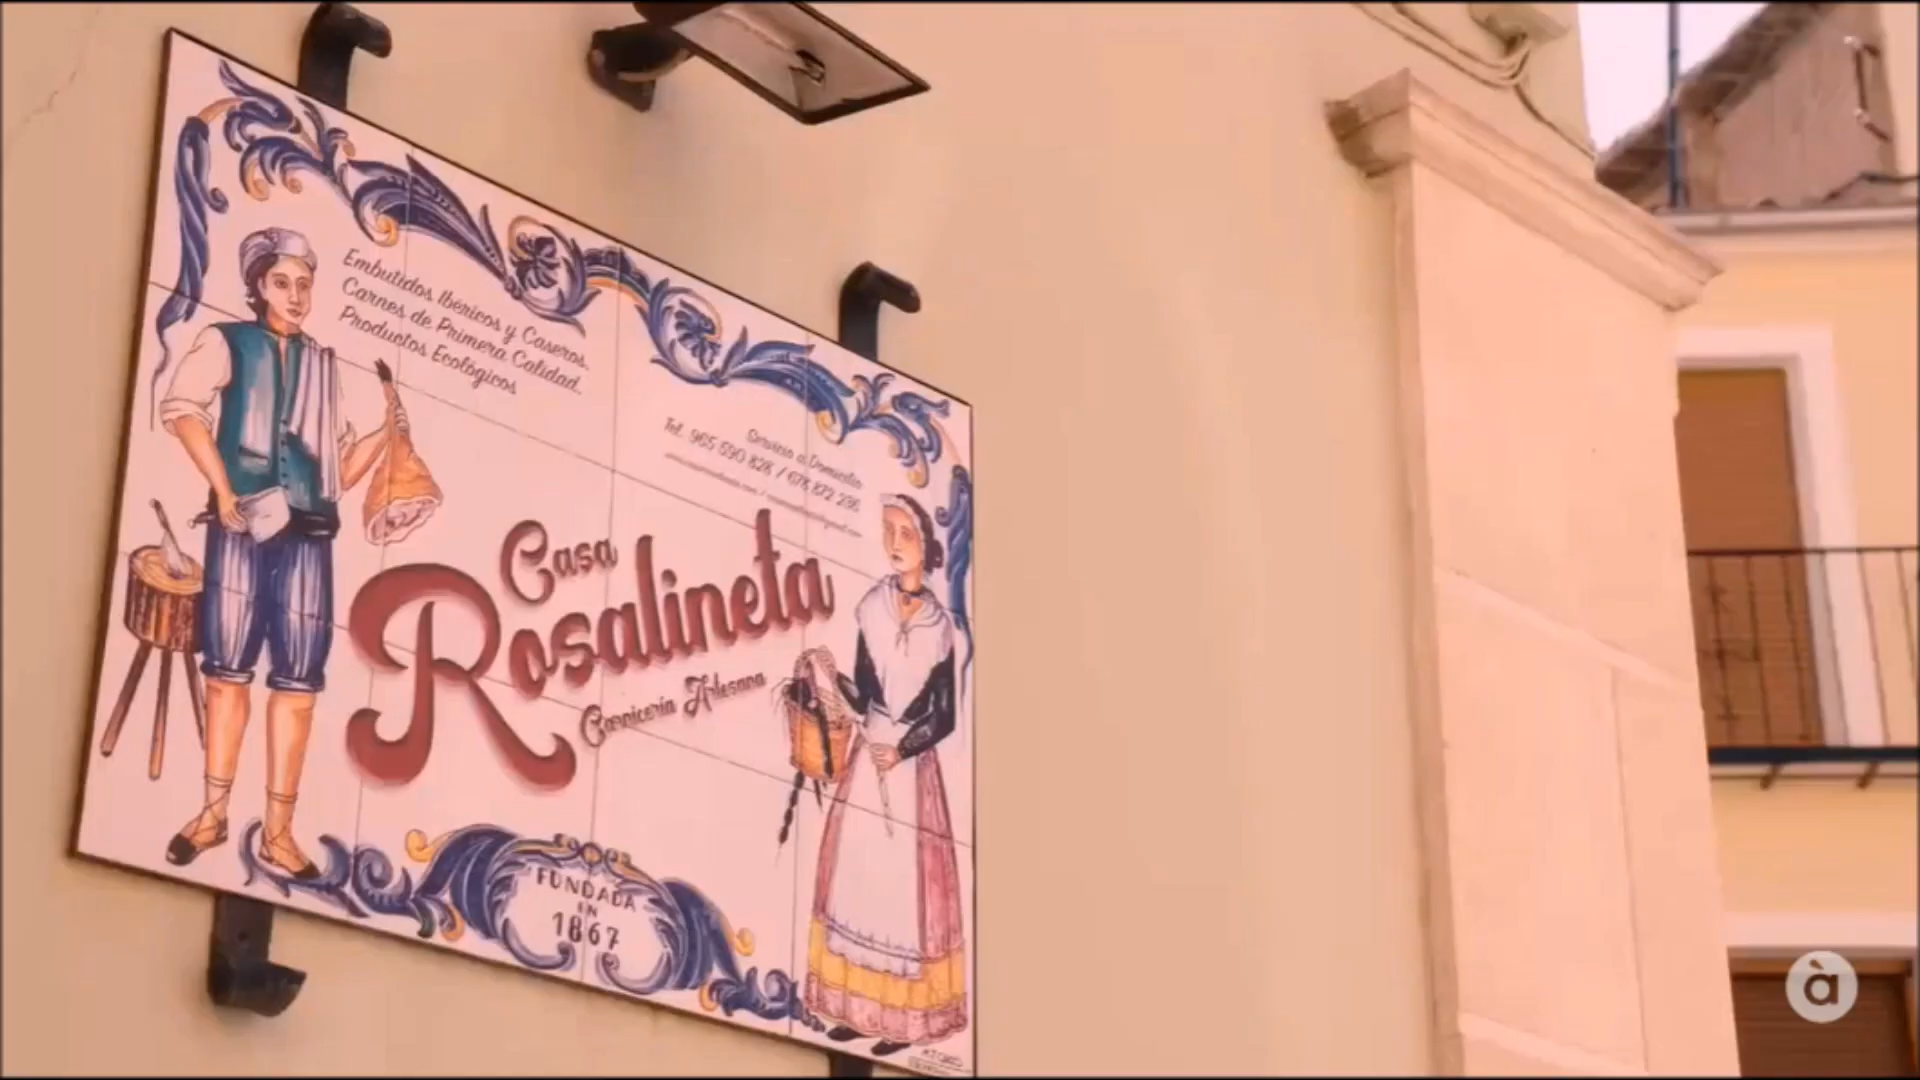 Embutidos Ibéricos y Caseros.
Carnes de Primera Calidad.
Productos Ecológicos
Servicio a Domicilio
Tel. 965 590 828 / 678 872 236
Casa
Rosalineta
Carnicería Artesana
FUNDADA
EN
1867
à